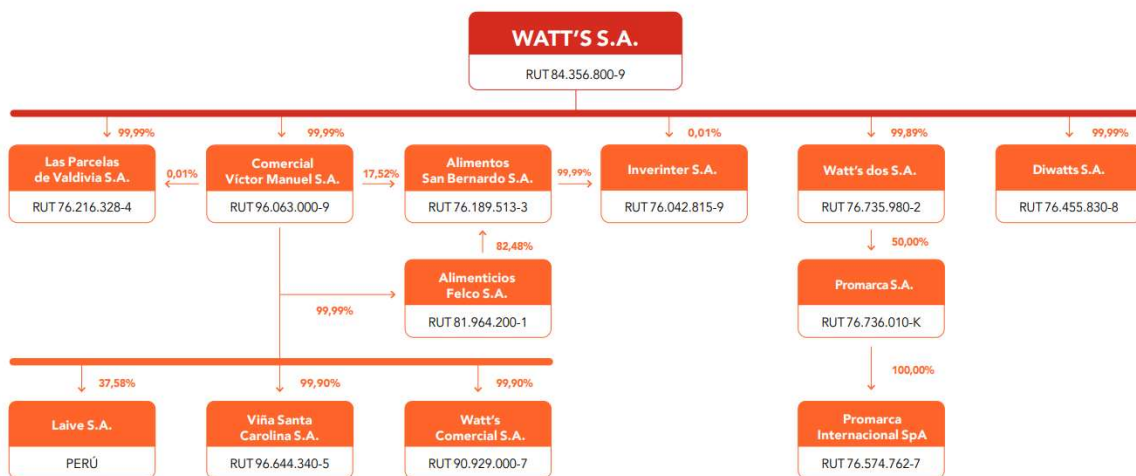 WATT'S S.A.
RUT 84.356.800-9
99,99%
99,99%
0,01%
99,89%
99,99%
Las Parcelas
de Valdivia S.A.
RUT 76.216.328-4
0,01%
Comercial
Víctor Manuel S.A.
RUT 96.063.000-9
17,52%
Alimentos
San Bernardo S.A.
RUT 76.189.513-3
99,99%
Inverinter S.A.
RUT 76.042.815-9
Watt's dos S.A.
RUT 76.735.980-2
Diwatts S.A.
RUT 76.455.830-8
82,48%
50,00%
99,99%
Alimenticios
Felco S.A.
RUT 81.964.200-1
Promarca S.A.
RUT 76.736.010-K
37,58%
99,90%
99,90%
100,00%
Laive S.A.
PERÚ
Viña Santa
Carolina S.A.
RUT 96.644.340-5
Watt's
Comercial S.A.
RUT 90.929.000-7
Promarca
Internacional SpA
RUT 76.574.762-7